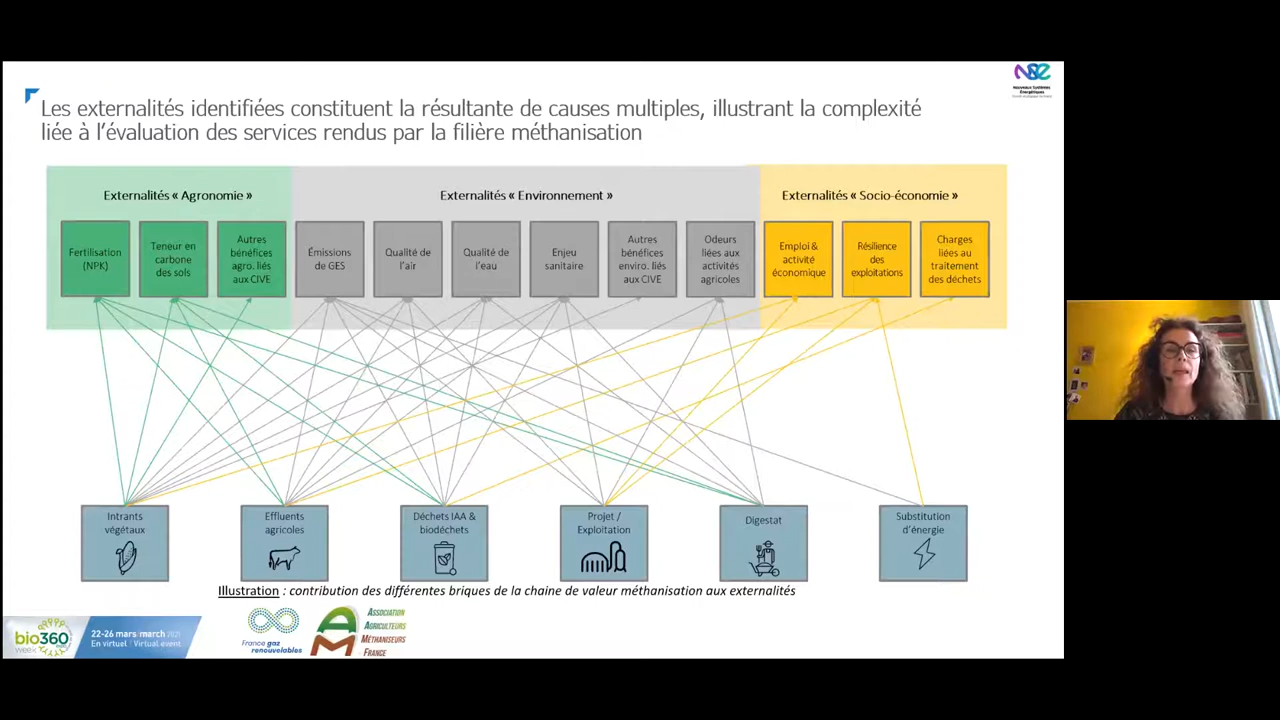 Nouveaux Systèmes
Énergétiques
Les externalités identifiées constituent la résultante de causes multiples, illustrant la complexité
liée à l’évaluation des services rendus par la filière méthanisation
Externalités « Agronomie »
Externalités « Environnement »
Externalités « Socio-économie »
Fertilisation
(NPK)
Teneur en
carbone
des sols
Autres
bénéfices
agro. liés
aux CIVE
Émissions
de GES
Qualité de
l’air
Qualité de
l’eau
Enjeu
sanitaire
Autres
bénéfices
enviro. liés
aux CIVE
Odeurs
liées aux
activités
agricoles
Emploi &
activité
économique
Résilience
des
exploitations
Charges
liées au
traitement
des déchets
Intrants
végétaux
Effluents
agricoles
Déchets IAA &
biodéchets
Projet /
Exploitation
Digestat
Substitution
d’énergie
Illustration : contribution des différentes briques de la chaine de valeur méthanisation aux externalités
bio360
week
22-26 mars/march 2021
En virtuel | Virtual event
France gaz
renouvelables
Association
Agriculteurs
Méthaniseurs
France